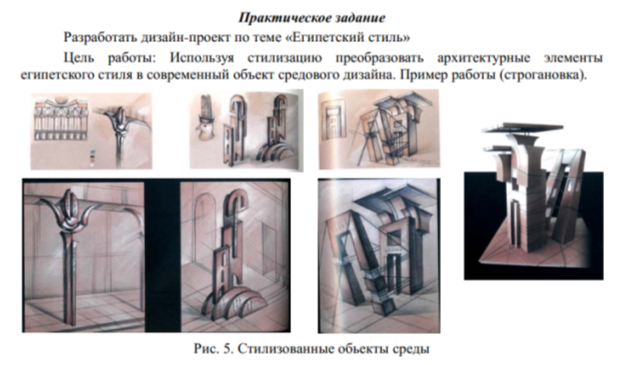 Практическое задание
Разработать дизайн-проект по теме «Египетский стиль»
Цель работы: Используя стилизацию преобразовать архитектурные элементы
египетского стиля в современный объект средового дизайна. Пример работы (строгановка).
Рис. 5. Стилизованные обьекты среды